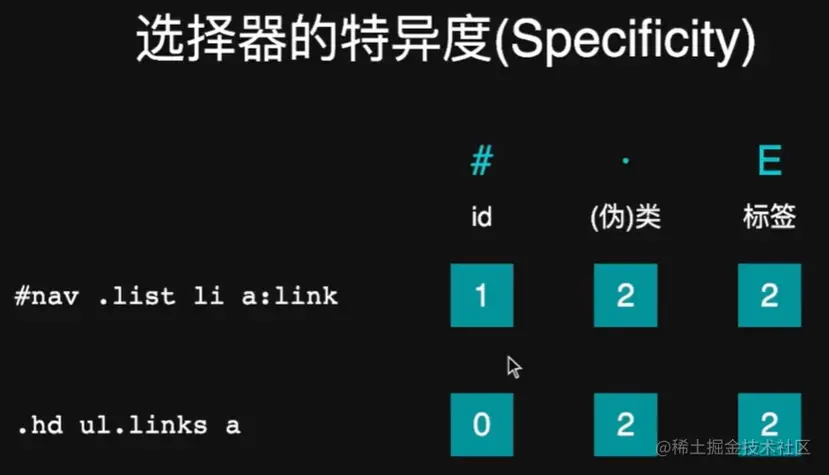 选择器的特异度(Specificity)
# · E
id (伪)类 标签
#nav .list li a:link 1 2 2
.hd ul.links a 0 2 2
@稀土掘金技术社区